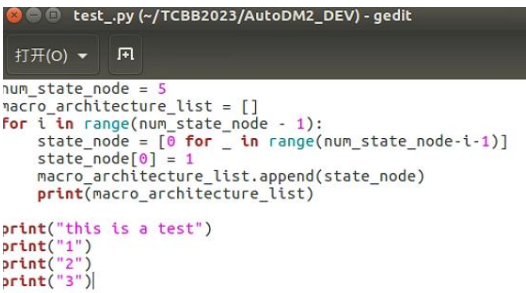 test_.py (~/TCBB2023/AutoDM2_DEV) - gedit
打开(O)
num_state_node = 5
macro_architecture_list = []
for i in range(num_state_node - 1):
    state_node = [0 for _ in range(num_state_node-i-1)]
    state_node[0] = 1
    macro_architecture_list.append(state_node)
    print(macro_architecture_list)
print("this is a test")
print("1")
print("2")
print("3")